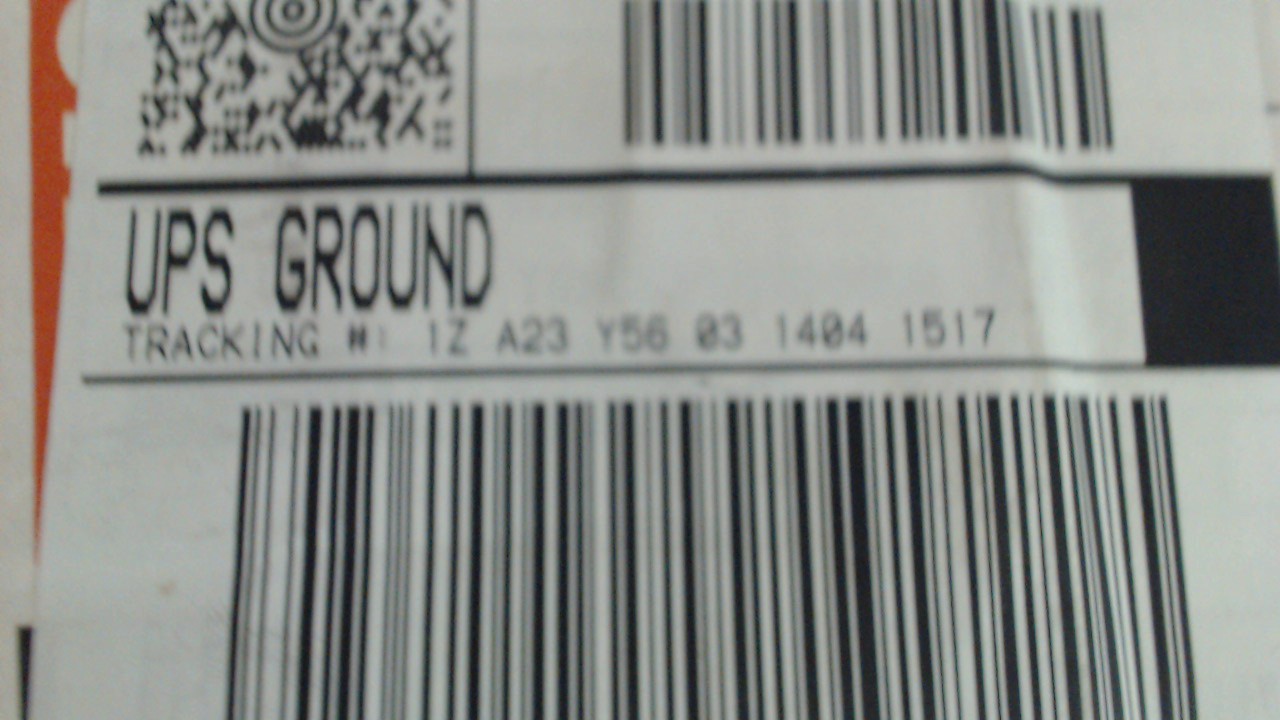 UPS GROUND
TRACKING #: 1Z A23 Y56 03 1404 1517